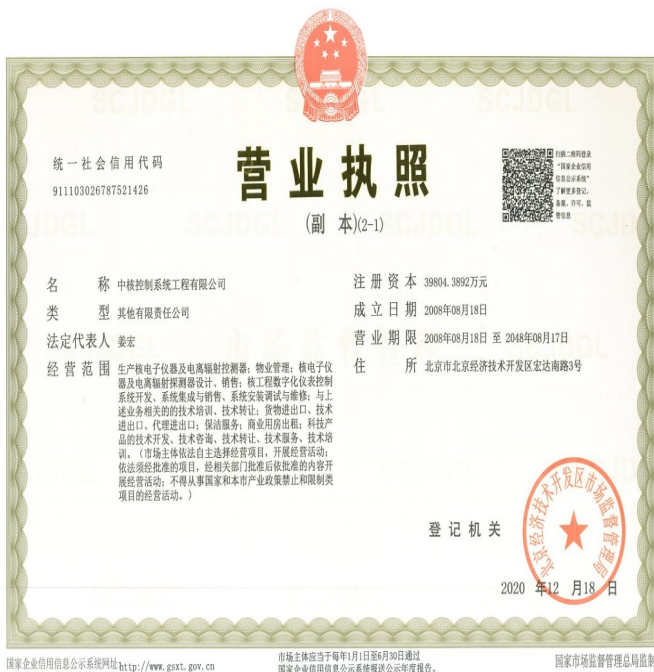 统一社会信用代码
911103026787521426
营业执照
(副 本)(2-1)
扫描二维码登录
“国家企业信用
信息公示系统”
了解更多登记、
备案、许可、监
管信息
名 称 中核控制系统工程有限公司
类 型 其他有限责任公司
法定代表人 姜宏
经营范围 生产核电子仪器及电离辐射控测器；物业管理；核电子仪
器及电离辐射探测器设计、销售；核工程数字化仪表控制
系统开发、系统集成与销售、系统安装调试与维修；与上
述业务相关的的技术培训、技术转让；货物进出口、技术
进出口、代理进出口；保洁服务；商业用房出租；科技产
品的技术开发、技术咨询、技术转让、技术服务、技术培
训。（市场主体依法自主选择经营项目，开展经营活动；
依法须经批准的项目，经相关部门批准后依批准的内容开
展经营活动；不得从事国家和本市产业政策禁止和限制类
项目的经营活动。）
注册资本 39804.3892万元
成立日期 2008年08月18日
营业期限 2008年08月18日 至 2048年08月17日
住 所 北京市北京经济技术开发区宏达南路3号
登记机关
北京经济技术开发区市场监督管理局
2020 年12 月18 日
国家企业信用信息公示系统网址http://www.gsxt.gov.cn
市场主体应当于每年1月1日至6月30日通过
国家企业信用信息公示系统报送公示年度报告。
国家市场监督管理总局监制
SCJDGL
SCJDGL
SCJDGL
市场监督管理